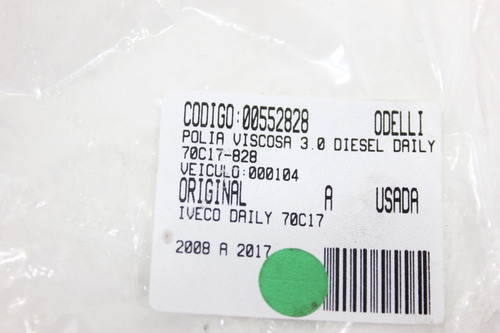 CODIGO:00552828 ODELLI
POLIA VISCOSA 3.0 DIESEL DAILY
70C17-828
VEICULO:000104
ORIGINAL A USADA
IVECO DAILY 70C17
2008 A 2017